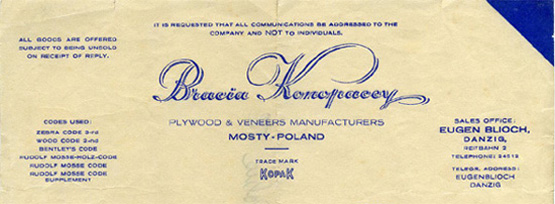 IT IS REQUESTED THAT ALL COMMUNICATIONS BE ADDRESSED TO THE
COMPANY AND NOT TO INDIVIDUALS.
ALL GOODS ARE OFFERED
SUBJECT TO BEING UNSOLD
ON RECEIPT OF REPLY.
Bracia Konopaccy
PLYWOOD & VENEERS MANUFACTURERS
MOSTY-POLAND
TRADE MARK
KOPAK
CODES USED:
ZEBRA CODE 3-rd
WOOD CODE 2-nd
BENTLEY'S CODE
RUDOLF MOSSE-HOLZ-CODE
RUDOLF MOSSE CODE
RUDOLF MOSSE CODE
SUPPLEMENT
SALES OFFICE:
EUGEN BLIOCH,
DANZIG,
REITBAHN 2
TELEPHONE: 24512
TELEGR. ADDRESS:
EUGENBLIOCH
DANZIG